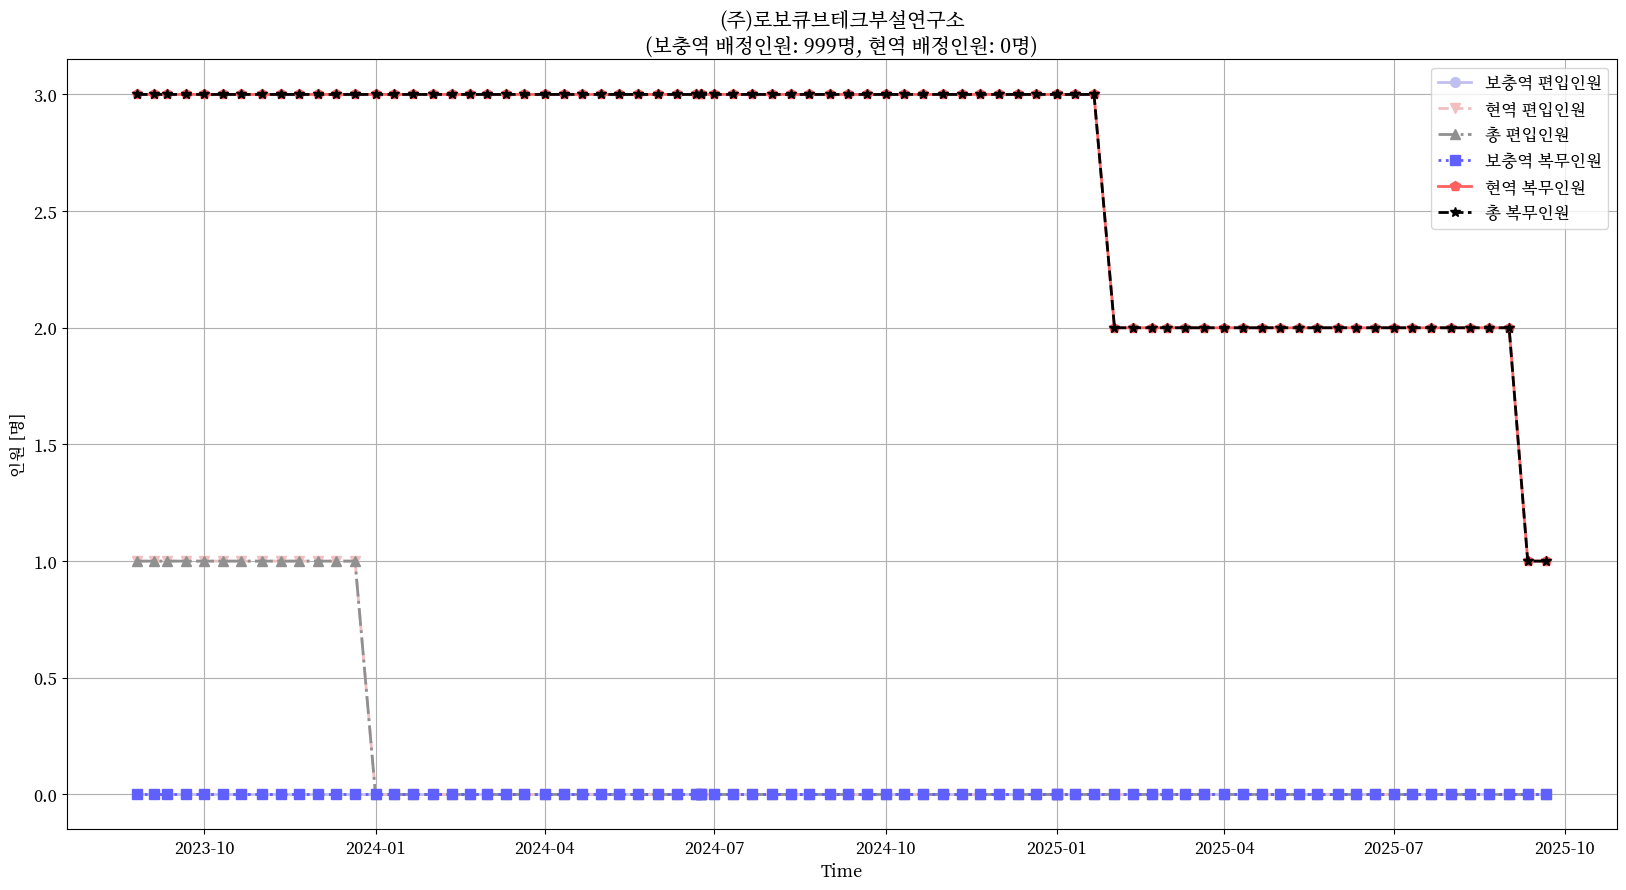 (주)로보큐브테크부설연구소
(보충역 배정인원: 999명, 현역 배정인원: 0명)
보충역 편입인원
현역 편입인원
총 편입인원
보충역 복무인원
현역 복무인원
총 복무인원
인원 [명]
3.0
2.5
2.0
1.5
1.0
0.5
0.0
2023-10
2024-01
2024-04
2024-07
2024-10
2025-01
2025-04
2025-07
2025-10
Time